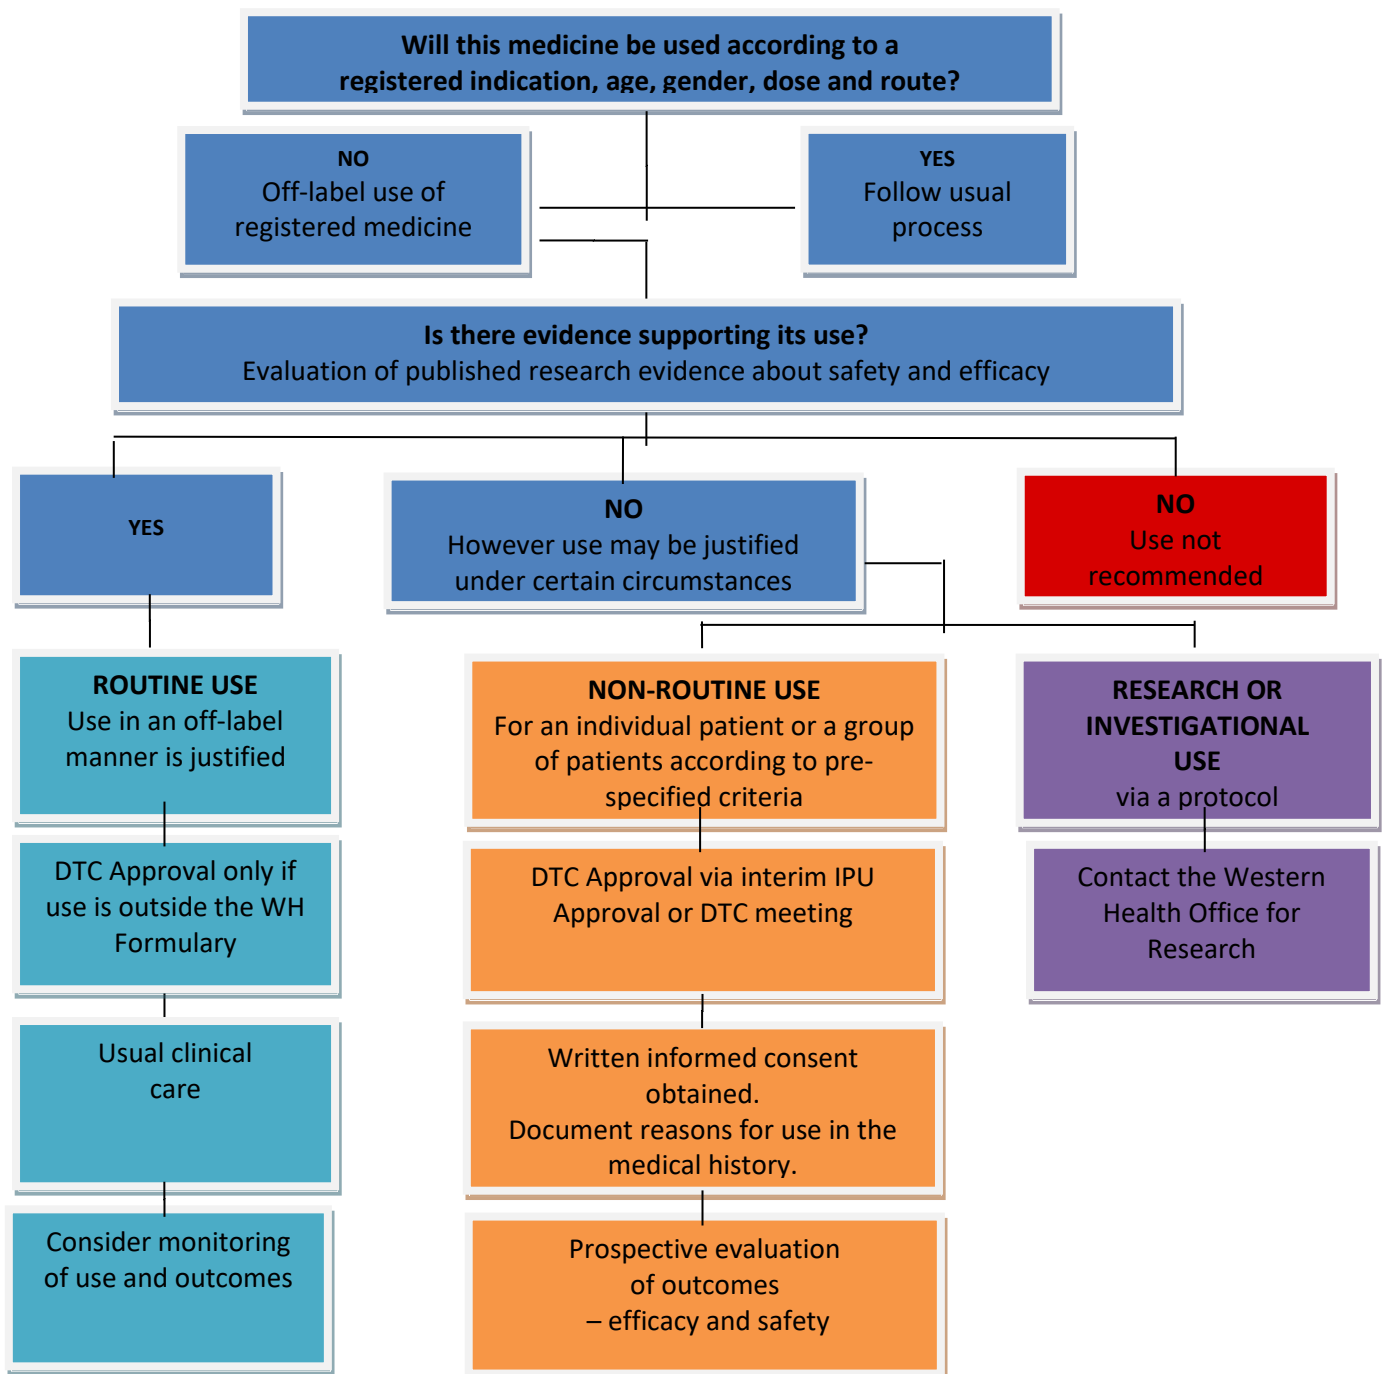 Will this medicine be used according to a
registered indication, age, gender, dose and route?
NO
Off-label use of
registered medicine
YES
Follow usual
process
Is there evidence supporting its use?
Evaluation of published research evidence about safety and efficacy
YES
NO
However use may be justified
under certain circumstances
NO
Use not
recommended
ROUTINE USE
Use in an off-label
manner is justified
NON-ROUTINE USE
For an individual patient or a group
of patients according to pre-
specified criteria
RESEARCH OR
INVESTIGATIONAL
USE
via a protocol
DTC Approval only if
use is outside the WH
Formulary
DTC Approval via interim IPU
Approval or DTC meeting
Contact the Western
Health Office for
Research
Usual clinical
care
Written informed consent
obtained.
Document reasons for use in the
medical history.
Consider monitoring
of use and outcomes
Prospective evaluation
of outcomes
– efficacy and safety